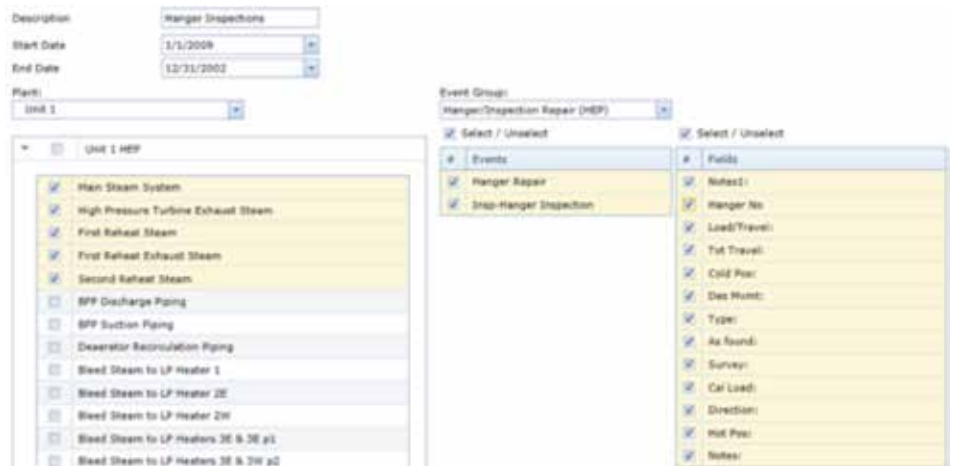 Description Hanger Inspections
Start Date 1/1/2009
End Date 12/31/2002
Plant:
Unit 1
Event Group:
Hanger/Inspection Repair (HEP)
Select / Unselect
Select / Unselect
Unit 1 HEP
Main Steam System
High Pressure Turbine Exhaust Steam
First Reheat Steam
First Reheat Exhaust Steam
Second Reheat Steam
BFP Discharge Piping
BFP Suction Piping
Deaerator Recirculation Piping
Bleed Steam to LP Heater 1
Bleed Steam to LP Heater 2E
Bleed Steam to LP Heater 2W
Bleed Steam to LP Heaters 3E & 3E p1
Bleed Steam to LP Heaters 3E & 3W p2
# Events
Hanger Repair
Insp-Hanger Inspection
# Fields
Notes1:
Hanger No
Load/Travel:
Tot Travel:
Cold Pos:
Des Mvmt:
Type:
As found:
Survey:
Cal Load:
Direction:
Hot Pos:
Notes: